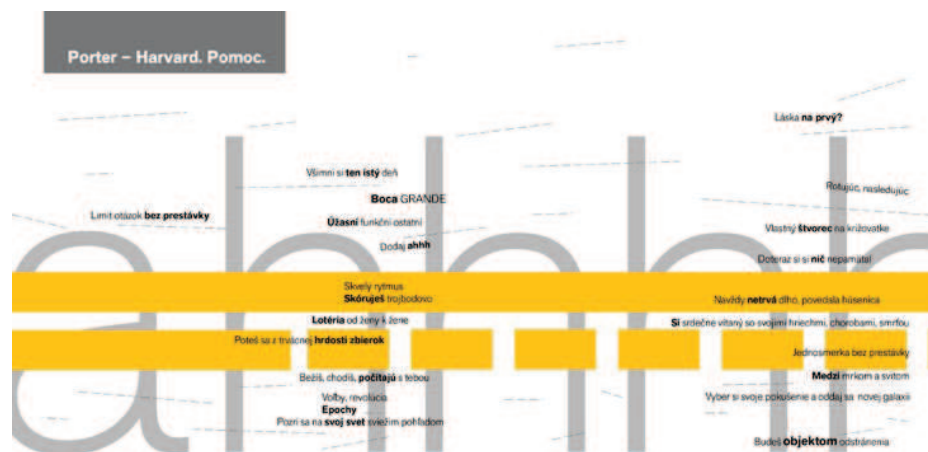 Porter – Harvard. Pomoc.
Láska na prvý?
Všimni si ten istý deň
Rotujúc, nasledujúc
Boca GRANDE
Limit otázok bez prestávky
Úžasní funkční ostatní
Vlastný štvorec na križovatke
Dodaj ahhh
Doteraz si si nič nepamätal
ahhhh
Skvelý rytmus
Skóruješ trojbodovo
Navždy netrvá dlho, povedala húsenica
Lotéria od ženy k žene
Si srdečne vítaný so svojimi hriechmi, chorobami, smrťou
Poteš sa z trvácnej hrdosti zbierok
Jednosmerka bez prestávky
Bežíš, chodíš, počítajú s tebou
Medzi mrkom a svitom
Voľby, revolúcia
Vyber si svoje pokušenie a oddaj sa novej galaxii
Epochy
Pozri sa na svoj svet sviežim pohľadom
Budeš objektom odstránenia